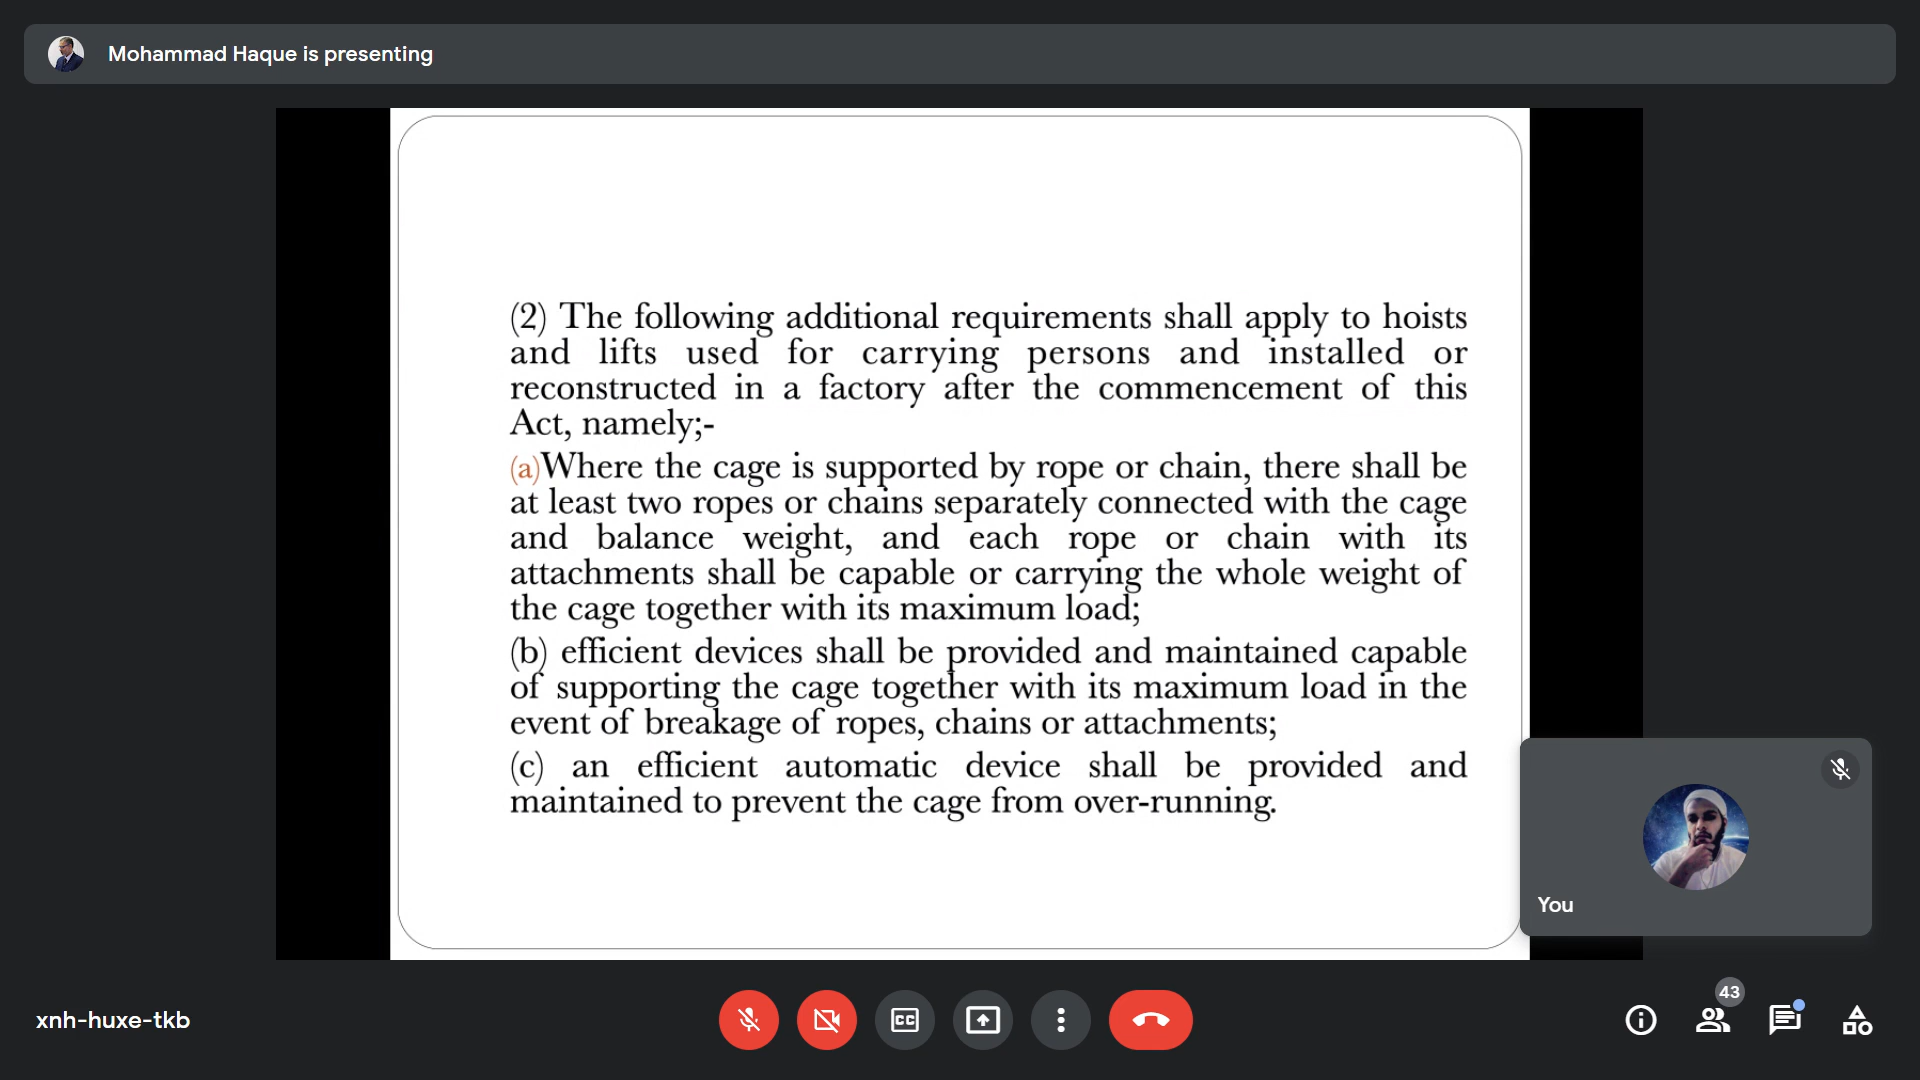 Mohammad Haque is presenting
(2) The following additional requirements shall apply to hoists
and lifts used for carrying persons and installed or
reconstructed in a factory after the commencement of this
Act, namely;-
(a)Where the cage is supported by rope or chain, there shall be
at least two ropes or chains separately connected with the cage
and balance weight, and each rope or chain with its
attachments shall be capable or carrying the whole weight of
the cage together with its maximum load;
(b) efficient devices shall be provided and maintained capable
of supporting the cage together with its maximum load in the
event of breakage of ropes, chains or attachments;
(c) an efficient automatic device shall be provided and
maintained to prevent the cage from over-running.
You
xnh-huxe-tkb
CC
43